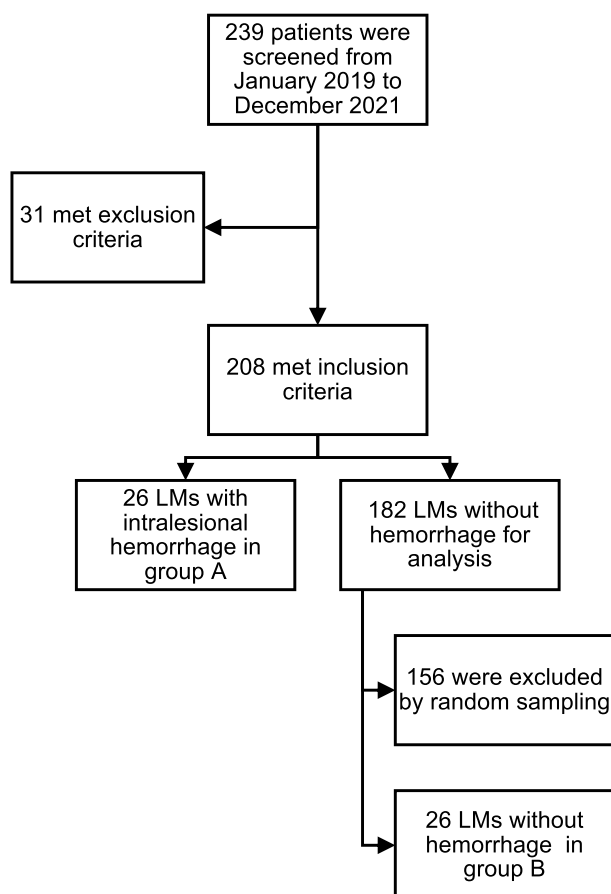 239 patients were
screened from
January 2019 to
December 2021
31 met exclusion
criteria
208 met inclusion
criteria
26 LMs with
intralesional
hemorrhage in
group A
182 LMs without
hemorrhage for
analysis
156 were excluded
by random sampling
26 LMs without
hemorrhage in
group B